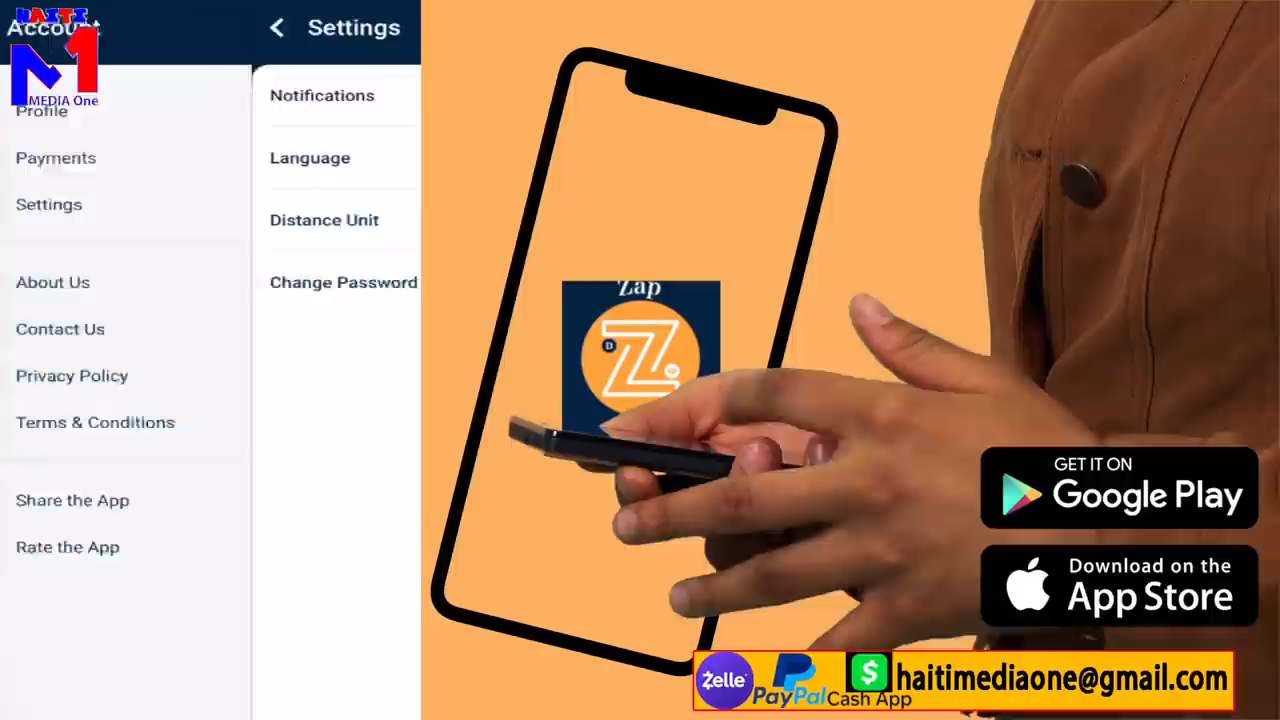 Account
HAITI
M1
MEDIA One
Profile
Payments
Settings
About Us
Contact Us
Privacy Policy
Terms & Conditions
Share the App
Rate the App
Settings
Notifications
Language
Distance Unit
Change Password
Zap
D
Z
GET IT ON
Google Play
Download on the
App Store
Zelle
PayPal
$
Cash App
haitimediaone@gmail.com